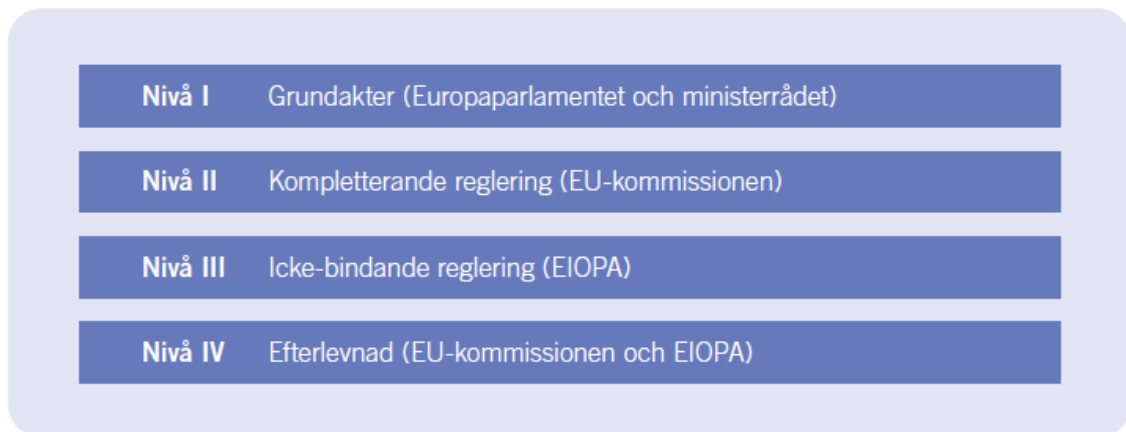 Nivå I Grundakter (Europaparlamentet och ministerrådet)
Nivå II Kompletterande reglering (EU-kommissionen)
Nivå III Icke-bindande reglering (EIOPA)
Nivå IV Efterlevnad (EU-kommissionen och EIOPA)